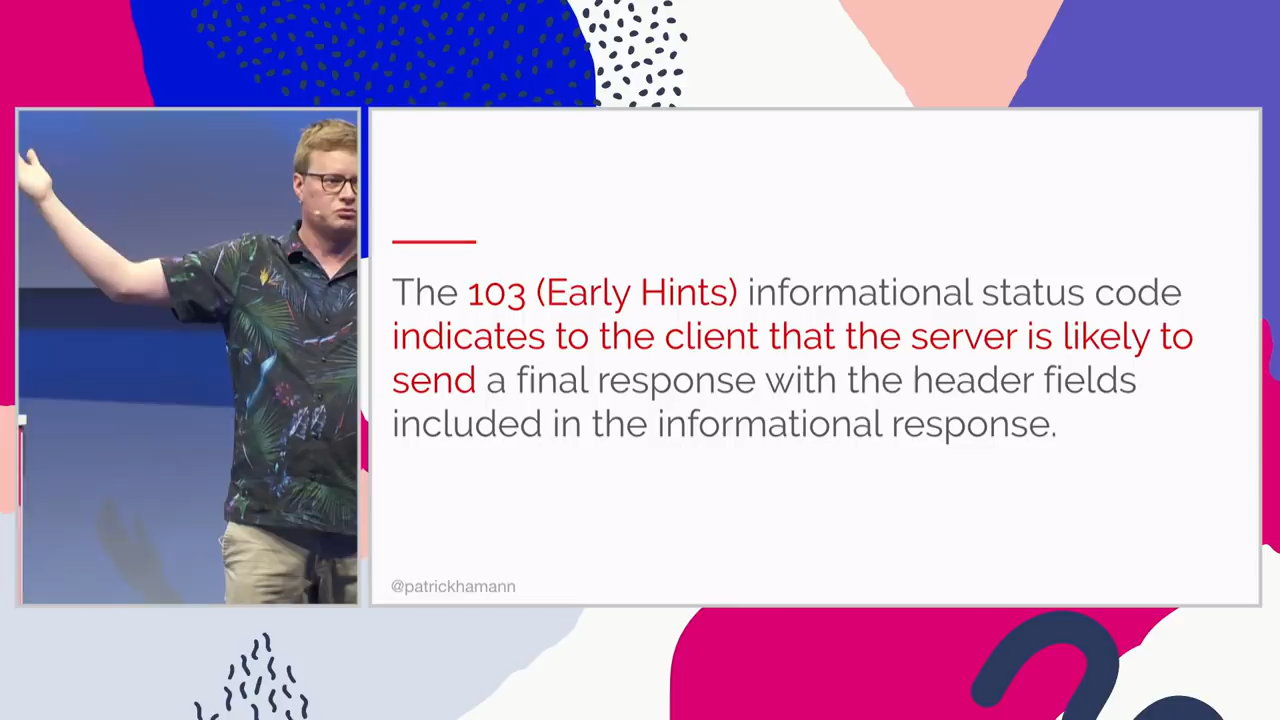 The 103 (Early Hints) informational status code
indicates to the client that the server is likely to
send a final response with the header fields
included in the informational response.
@patrickhamann